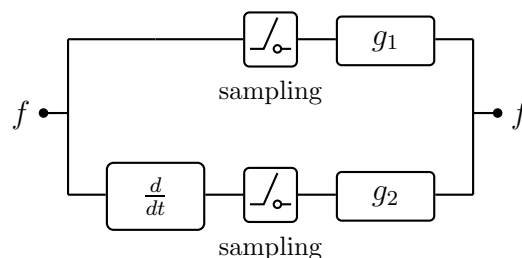 g₁
sampling
f
f
d/dt
g₂
sampling